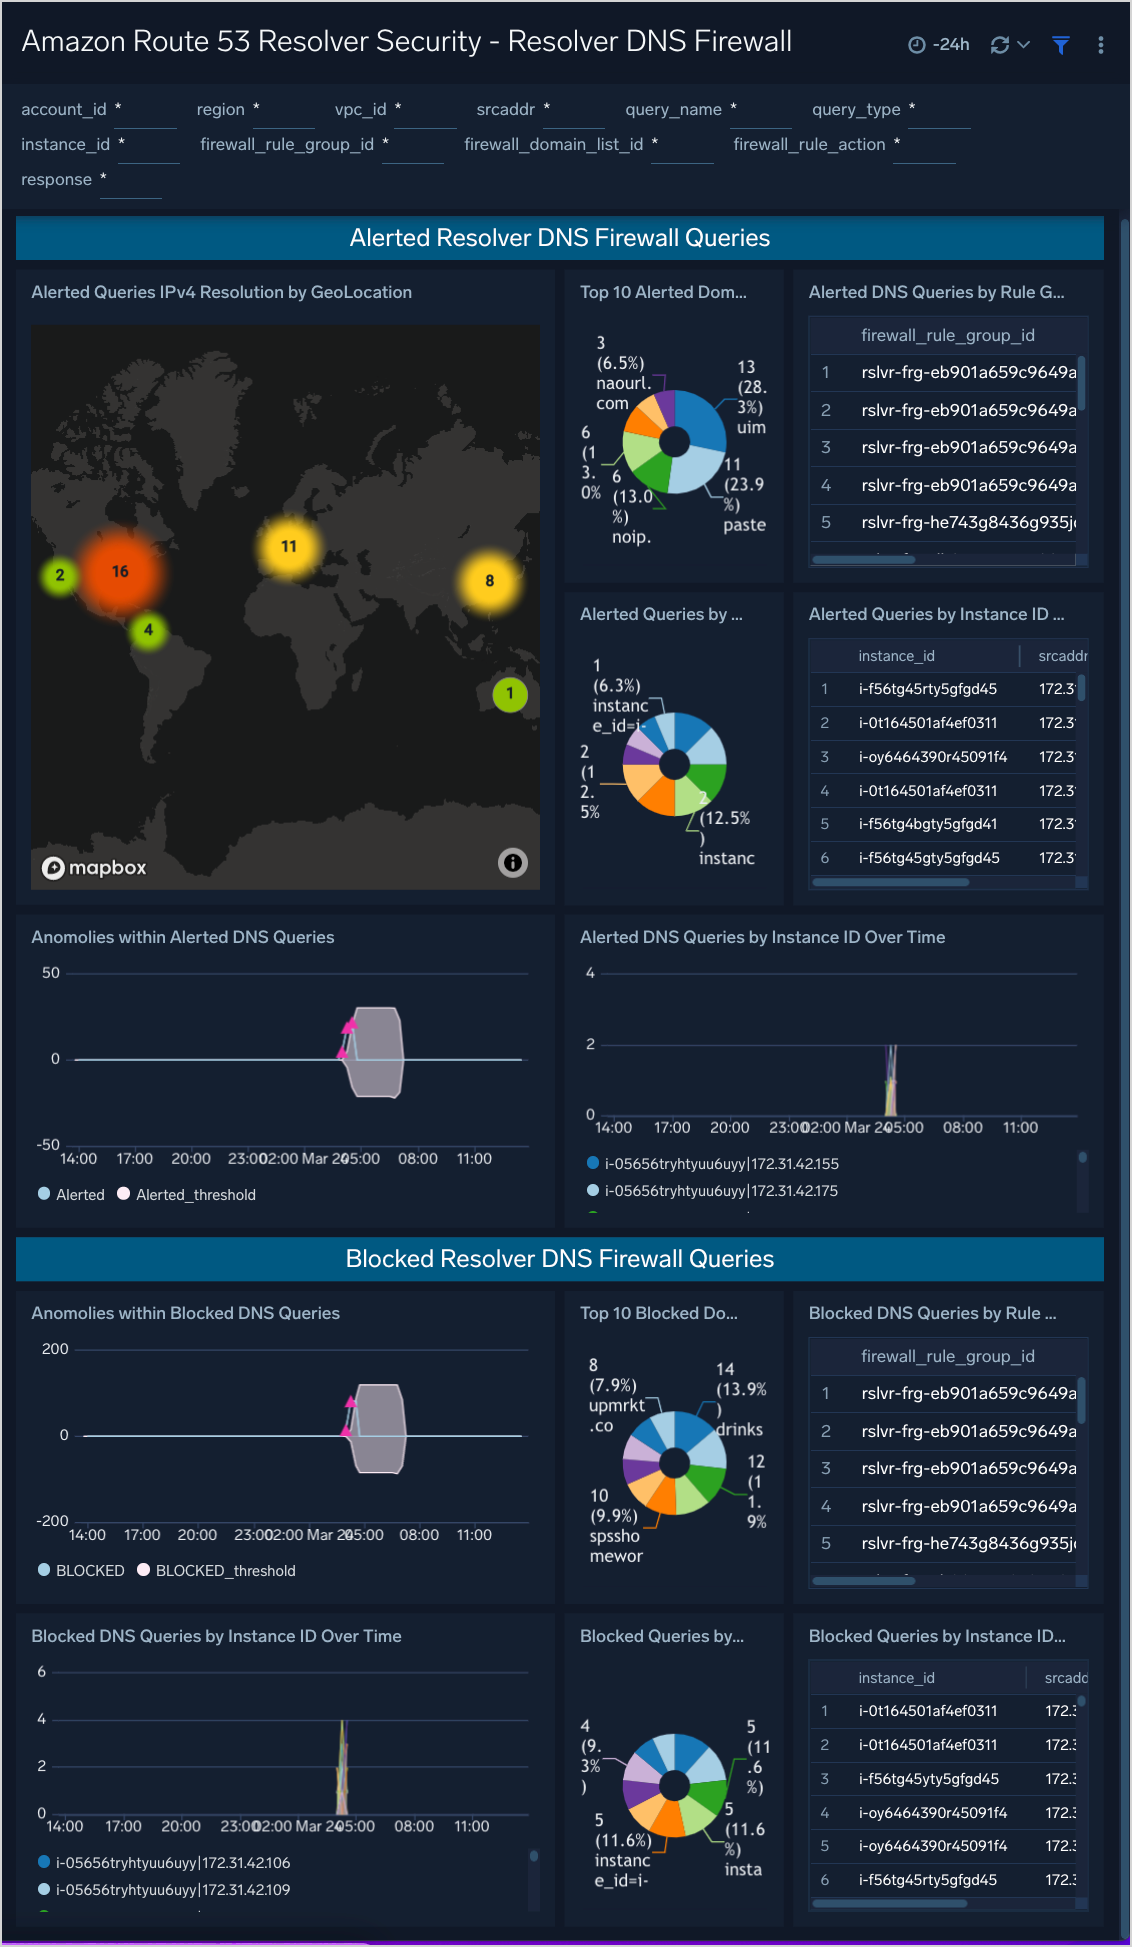 Amazon Route 53 Resolver Security - Resolver DNS Firewall
-24h
account_id * region * vpc_id * srcaddr * query_name * query_type *
instance_id * firewall_rule_group_id * firewall_domain_list_id * firewall_rule_action *
response *
Alerted Resolver DNS Firewall Queries
Alerted Queries IPv4 Resolution by GeoLocation
2
16
4
11
8
1
mapbox
Top 10 Alerted Dom...
3
(6.5%)
naourl.
com
13
(28.
3%)
uim
6
(1
3.
0%
6
(13.0
%)
noip.
11
(23.9
%)
paste
Alerted DNS Queries by Rule G...
firewall_rule_group_id
1 rslvr-frg-eb901a659c9649a
2 rslvr-frg-eb901a659c9649a
3 rslvr-frg-eb901a659c9649a
4 rslvr-frg-eb901a659c9649a
5 rslvr-frg-he743g8436g935j
Alerted Queries by ...
1
(6.3%)
instanc
e_id=i-
2
(1
2.
5%
2
(12.5%
)
instanc
Alerted Queries by Instance ID ...
instance_id srcaddr
1 i-f56tg45rty5gfgd45 172.3
2 i-0t164501af4ef0311 172.3
3 i-oy6464390r45091f4 172.3
4 i-0t164501af4ef0311 172.3
5 i-f56tg4bgty5gfgd41 172.3
6 i-f56tg45gty5gfgd45 172.3
Anomolies within Alerted DNS Queries
50
0
-50
14:00 17:00 20:00 23:00 02:00 Mar 24 05:00 08:00 11:00
Alerted Alerted_threshold
Alerted DNS Queries by Instance ID Over Time
4
2
0
14:00 17:00 20:00 23:00 02:00 Mar 24 05:00 08:00 11:00
i-05656tryhtyuu6uyy|172.31.42.155
i-05656tryhtyuu6uyy|172.31.42.175
Blocked Resolver DNS Firewall Queries
Anomolies within Blocked DNS Queries
200
0
-200
14:00 17:00 20:00 23:00 02:00 Mar 24 05:00 08:00 11:00
BLOCKED BLOCKED_threshold
Top 10 Blocked Do...
8
(7.9%)
upmrkt
.co
14
(13.9%
)
drinks
12
(1
1.
9%
10
(9.9%)
spssho
mewor
Blocked DNS Queries by Rule ...
firewall_rule_group_id
1 rslvr-frg-eb901a659c9649a
2 rslvr-frg-eb901a659c9649a
3 rslvr-frg-eb901a659c9649a
4 rslvr-frg-eb901a659c9649a
5 rslvr-frg-he743g8436g935j
Blocked DNS Queries by Instance ID Over Time
6
4
2
0
14:00 17:00 20:00 23:00 02:00 Mar 24 05:00 08:00 11:00
i-05656tryhtyuu6uyy|172.31.42.106
i-05656tryhtyuu6uyy|172.31.42.109
Blocked Queries by...
4
(9.
3%
)
5
(11
.6
%)
5
(11.6%)
instanc
e_id=i-
5
(11.6
%)
insta
Blocked Queries by Instance ID...
instance_id srcadd
1 i-0t164501af4ef0311 172.3
2 i-0t164501af4ef0311 172.3
3 i-f56tg45yty5gfgd45 172.3
4 i-oy6464390r45091f4 172.3
5 i-oy6464390r45091f4 172.3
6 i-f56tg45rty5gfgd45 172.3